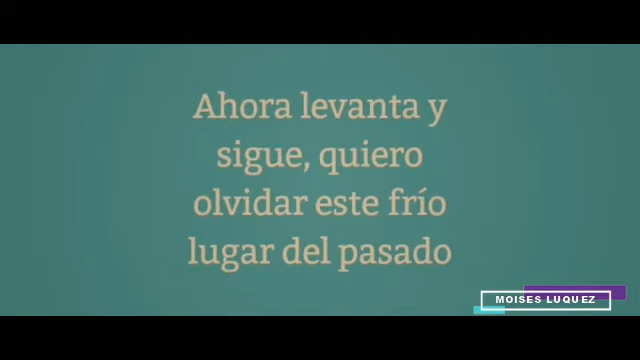 Ahora levanta y
sigue, quiero
olvidar este frío
lugar del pasado
MOISES LUQUEZ